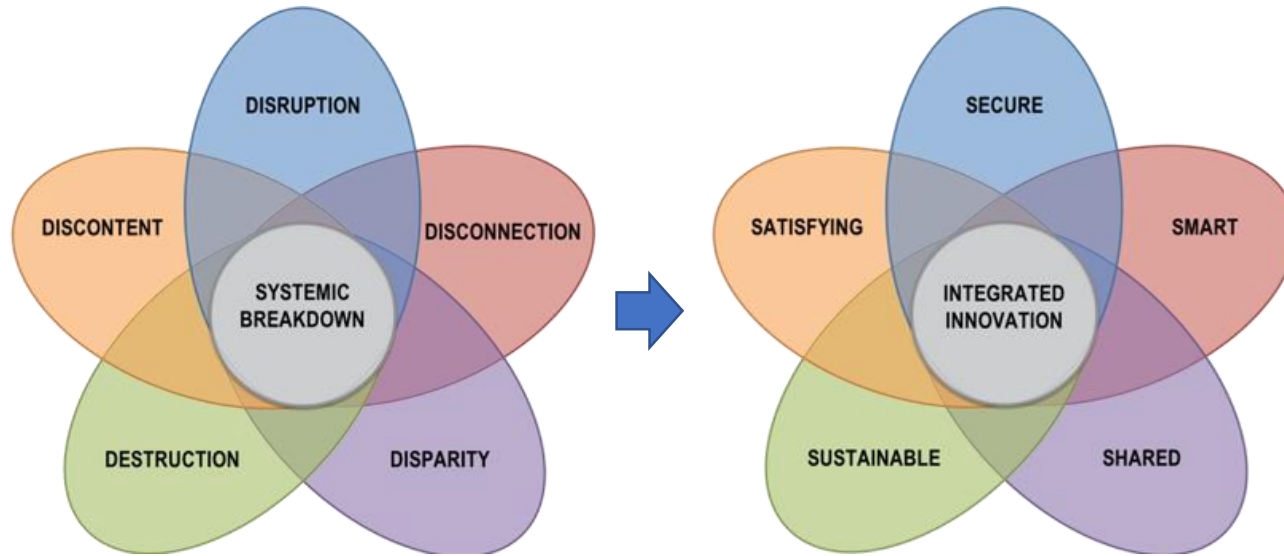 DISRUPTION
DISCONTENT
DISCONNECTION
SYSTEMIC
BREAKDOWN
DESTRUCTION
DISPARITY
SECURE
SATISFYING
SMART
INTEGRATED
INNOVATION
SUSTAINABLE
SHARED